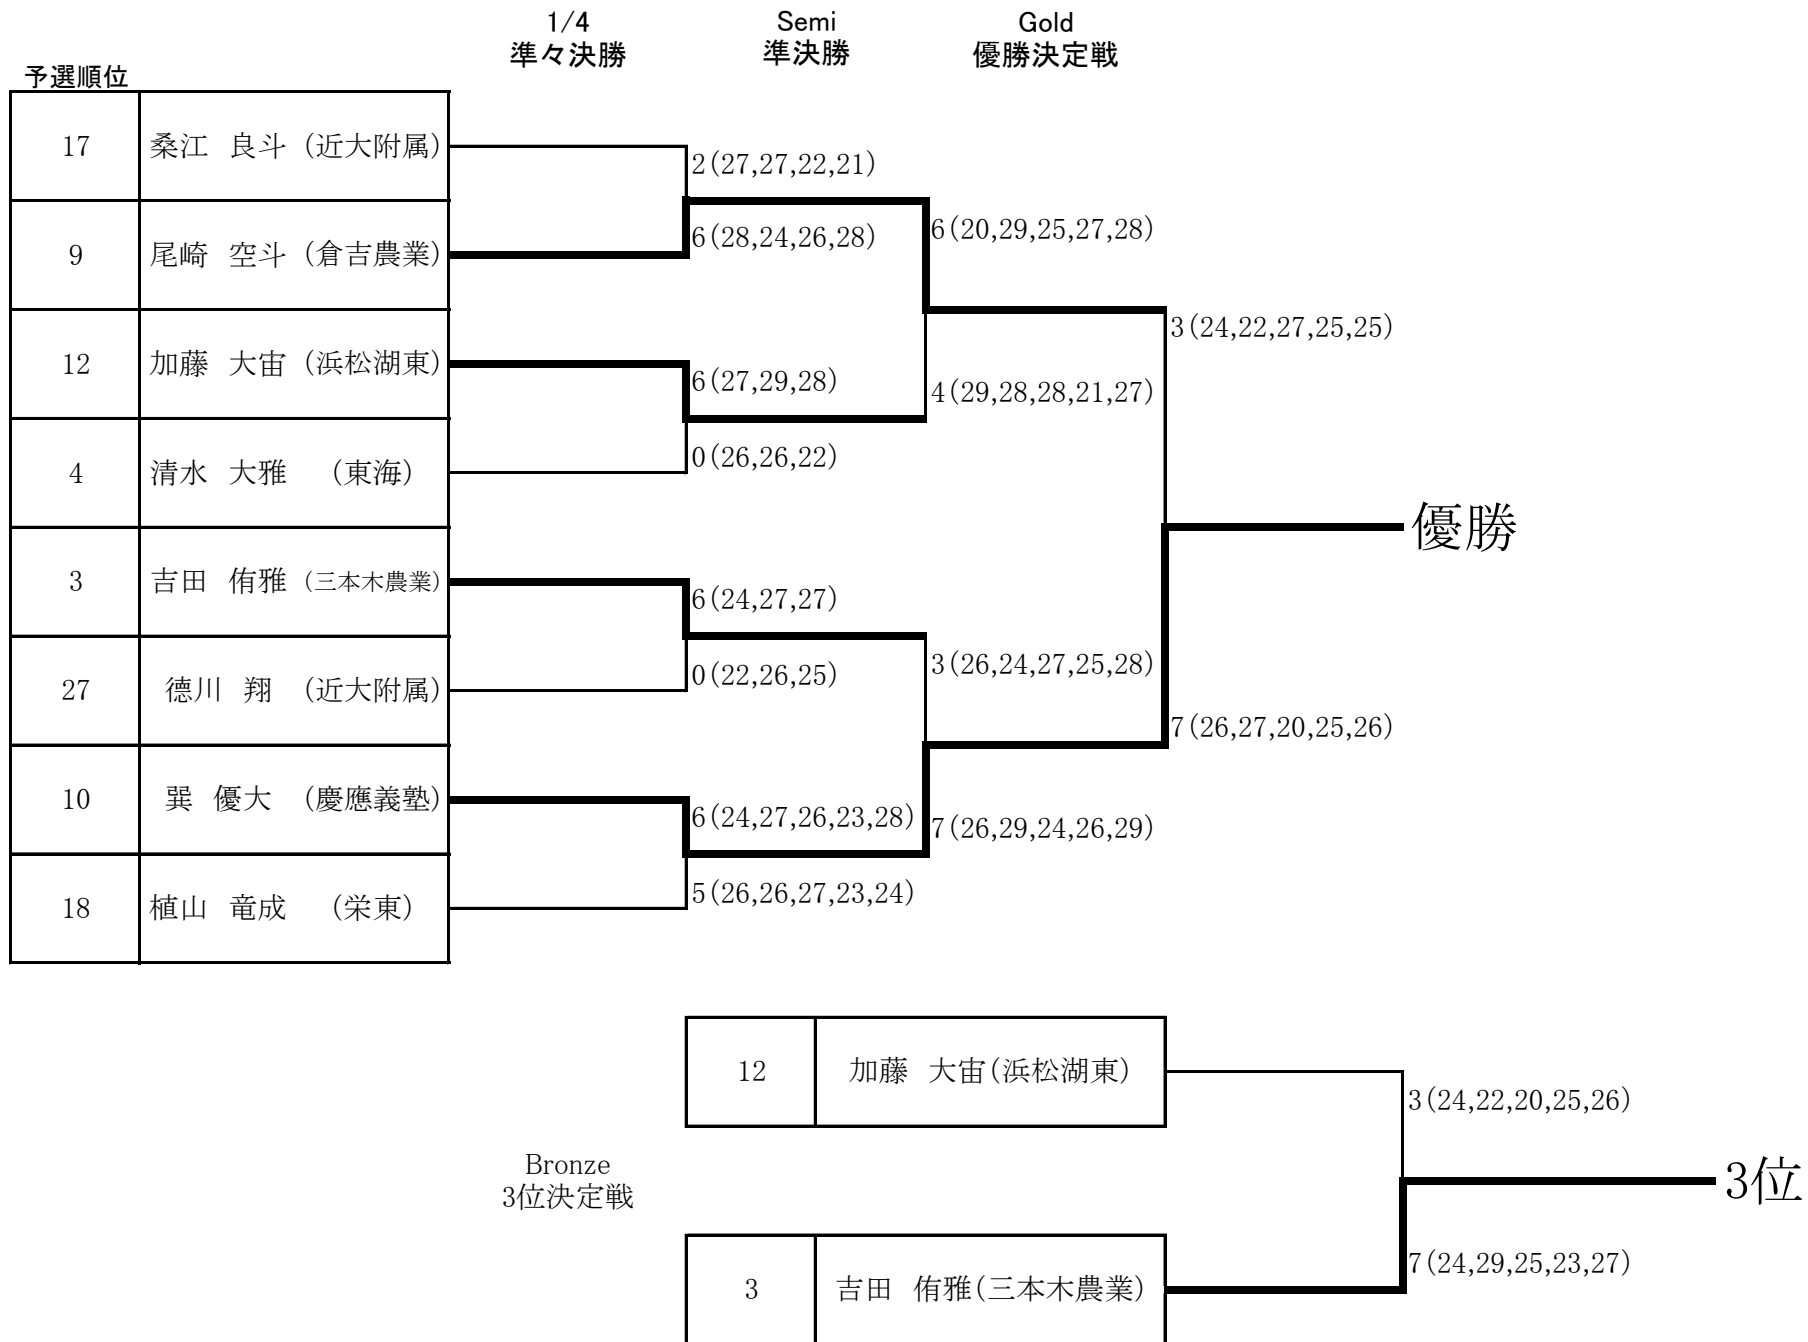 1/4
準々決勝
Semi
準決勝
Gold
優勝決定戦
予選順位
17 桑江 良斗 (近大附属)
2(27,27,22,21)
9 尾崎 空斗 (倉吉農業)
6(28,24,26,28)
6(20,29,25,27,28)
3(24,22,27,25,25)
12 加藤 大宙 (浜松湖東)
6(27,29,28)
4(29,28,28,21,27)
4 清水 大雅 (東海)
0(26,26,22)
優勝
3 吉田 侑雅 (三本木農業)
6(24,27,27)
27 德川 翔 (近大附属)
0(22,26,25)
3(26,24,27,25,28)
7(26,27,20,25,26)
10 巽 優大 (慶應義塾)
6(24,27,26,23,28)
7(26,29,24,26,29)
18 植山 竜成 (栄東)
5(26,26,27,23,24)
12 加藤 大宙(浜松湖東)
3(24,22,20,25,26)
Bronze
3位決定戦
3位
3 吉田 侑雅(三本木農業)
7(24,29,25,23,27)